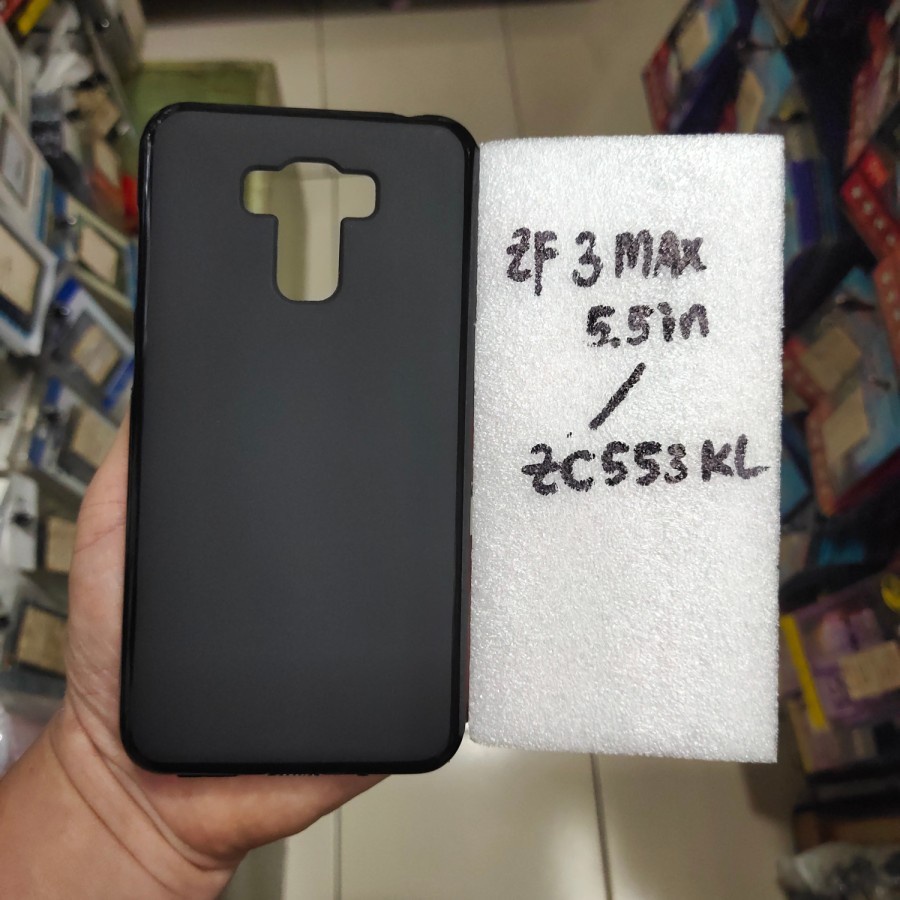 ZF 3 MAX
5.5in
/
ZC553KL